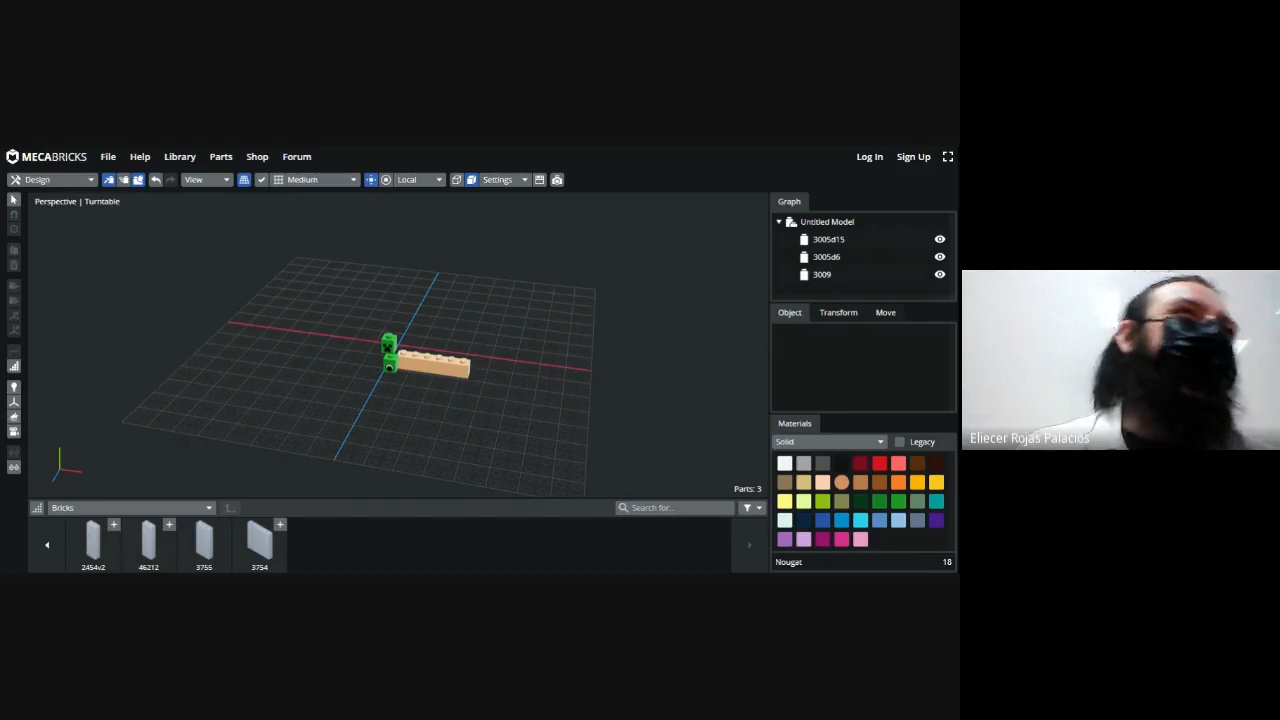 MECABRICKS File Help Library Parts Shop Forum Log In Sign Up
Design View Medium Local Settings
Perspective | Turntable
Graph
Untitled Model
3005d15
3005d6
3009
Object Transform Move
Materials
Solid Legacy
Parts: 3
Bricks Search for...
2454v2 46212 3755 3754
Nougat 18
Eliecer Rojas Palacios